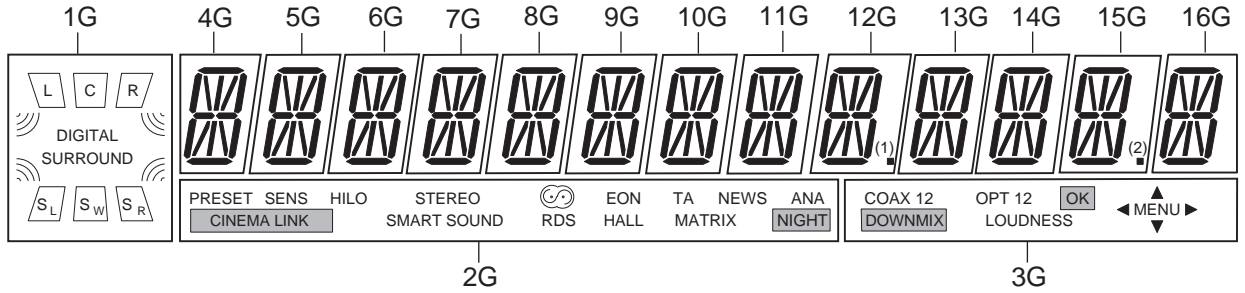 1G 4G 5G 6G 7G 8G 9G 10G 11G 12G 13G 14G 15G 16G
L C R
DIGITAL
SURROUND
SL SW SR
(1) (2)
PRESET SENS HILO STEREO EON TA NEWS ANA COAX 12 OPT 12 OK
CINEMA LINK SMART SOUND RDS HALL MATRIX NIGHT DOWNMIX LOUDNESS ◀MENU▶
2G 3G